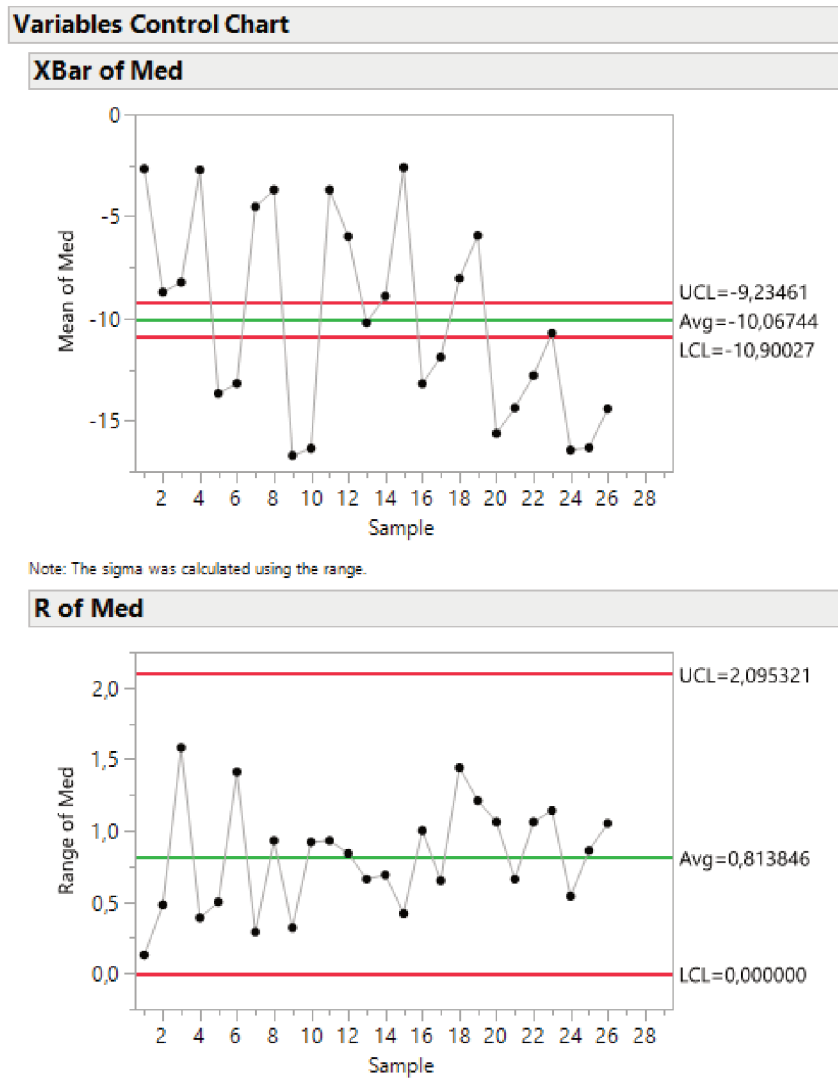 Variables Control Chart
XBar of Med
0
-5
-10
-15
Mean of Med
UCL=-9,23461
Avg=-10,06744
LCL=-10,90027
2 4 6 8 10 12 14 16 18 20 22 24 26 28
Sample
Note: The sigma was calculated using the range.
R of Med
2,0
1,5
1,0
0,5
0,0
Range of Med
UCL=2,095321
Avg=0,813846
LCL=0,000000
2 4 6 8 10 12 14 16 18 20 22 24 26 28
Sample